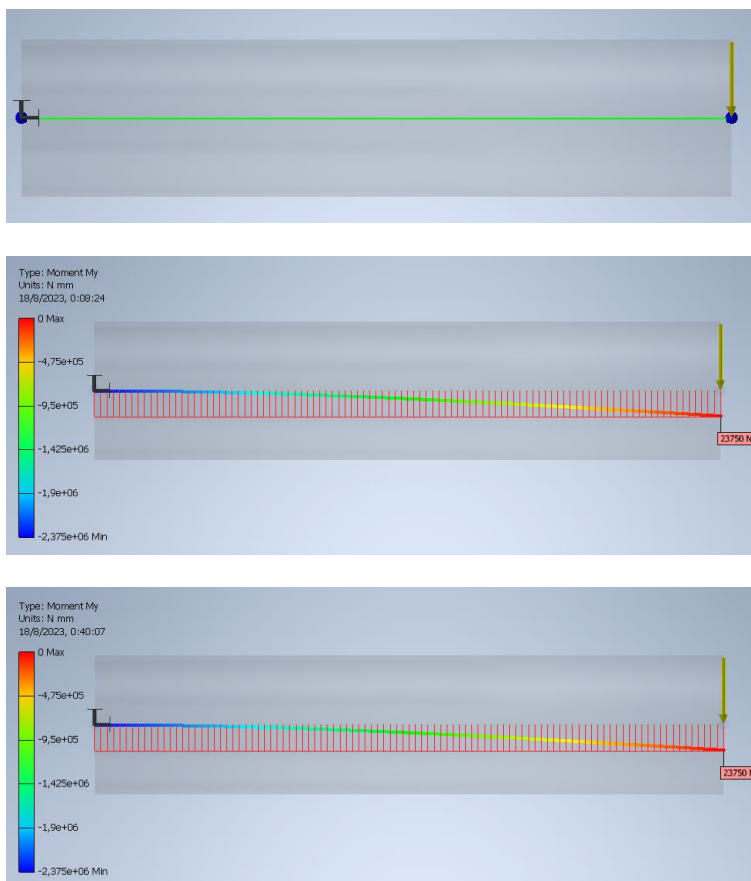 Type: Moment My
Units: N mm
18/8/2023, 0:08:24
0 Max
-4,75e+05
-9,5e+05
-1,425e+06
-1,9e+06
-2,375e+06 Min
23750 N
Type: Moment My
Units: N mm
18/8/2023, 0:40:07
0 Max
-4,75e+05
-9,5e+05
-1,425e+06
-1,9e+06
-2,375e+06 Min
23750 N